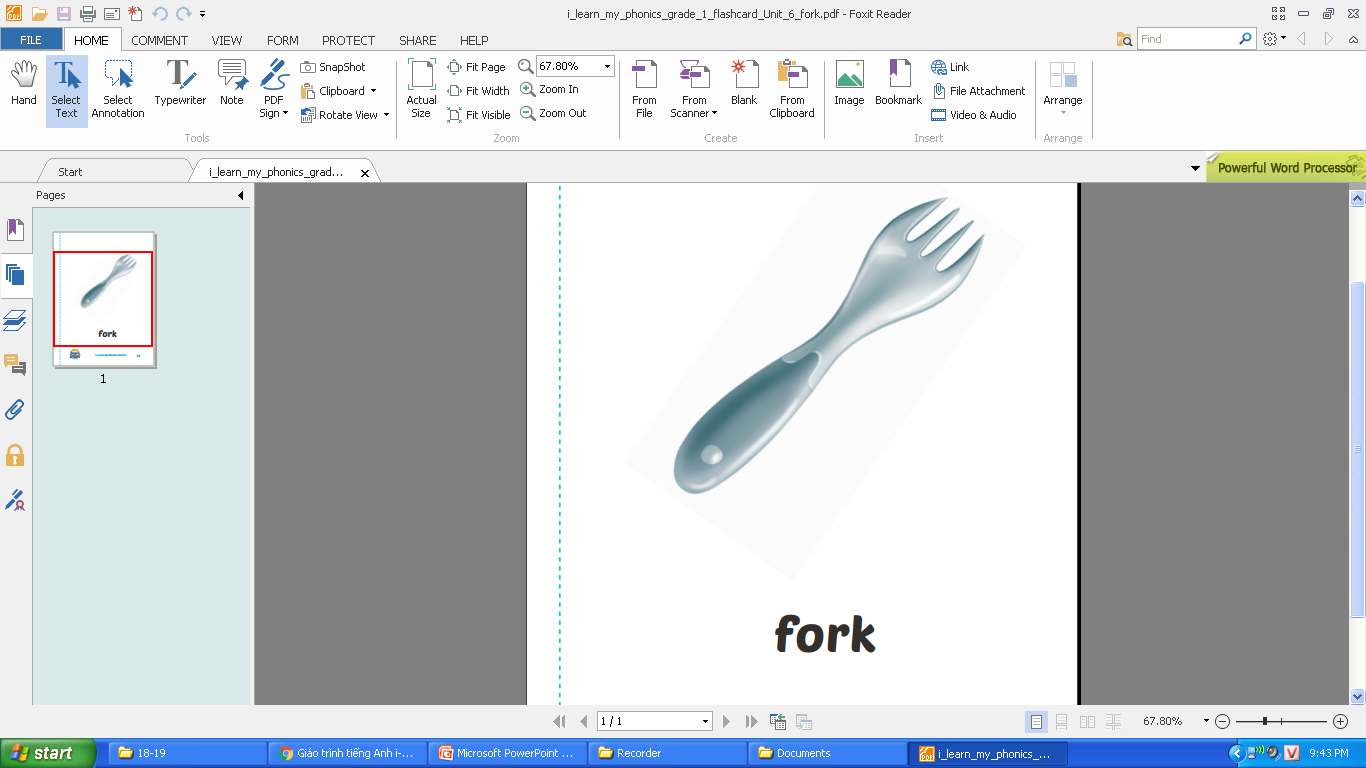 i_learn_my_phonics_grade_1_flashcard_Unit_6_fork.pdf - Foxit Reader
FILE HOME COMMENT VIEW FORM PROTECT SHARE HELP
Find
Hand
Select Text
Select Annotation
Typewriter
Note
PDF Sign
SnapShot
Clipboard
Rotate View
Tools
Actual Size
Fit Page
Fit Width
Fit Visible
67.80%
Zoom In
Zoom Out
Zoom
From File
From Scanner
Blank
From Clipboard
Create
Image
Bookmark
Link
File Attachment
Video & Audio
Insert
Arrange
Arrange
Start
i_learn_my_phonics_grad...
Powerful Word Processor
Pages
fork
1
fork
1 / 1
67.80%
start
18-19
Giáo trình tiếng Anh i-...
Microsoft PowerPoint ...
Recorder
Documents
i_learn_my_phonics_...
V
9:43 PM